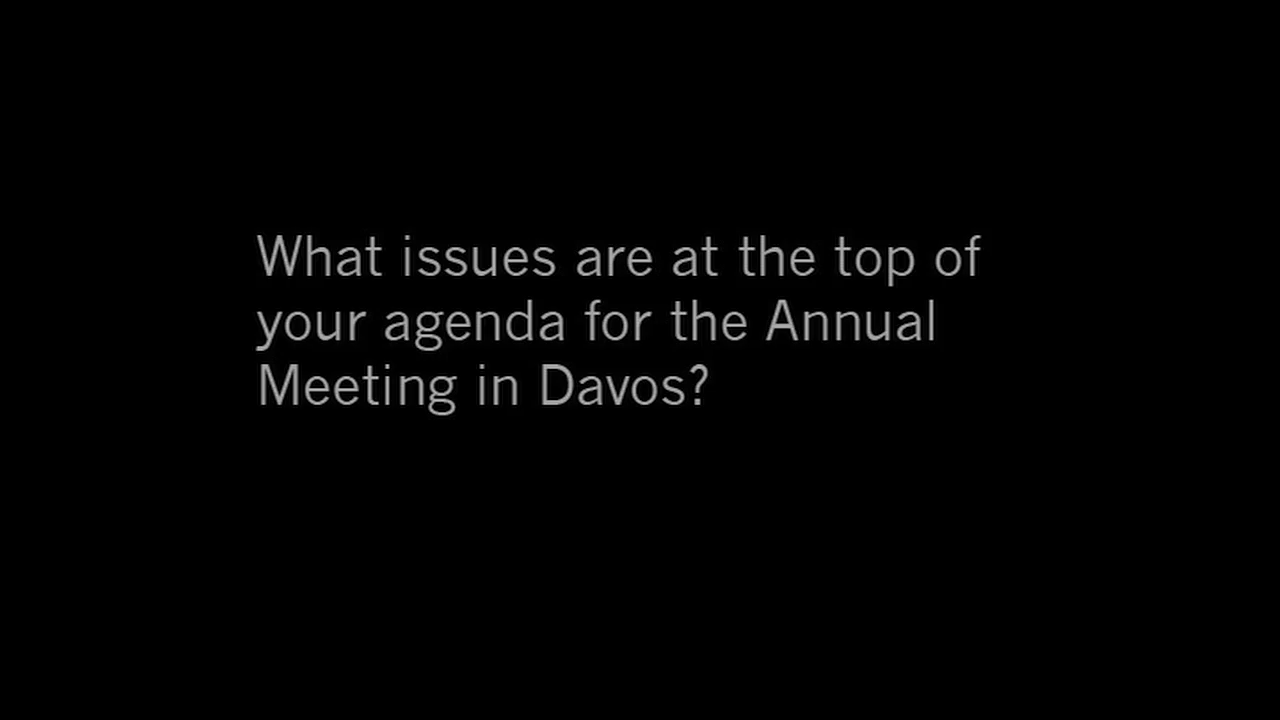 What issues are at the top of
your agenda for the Annual
Meeting in Davos?